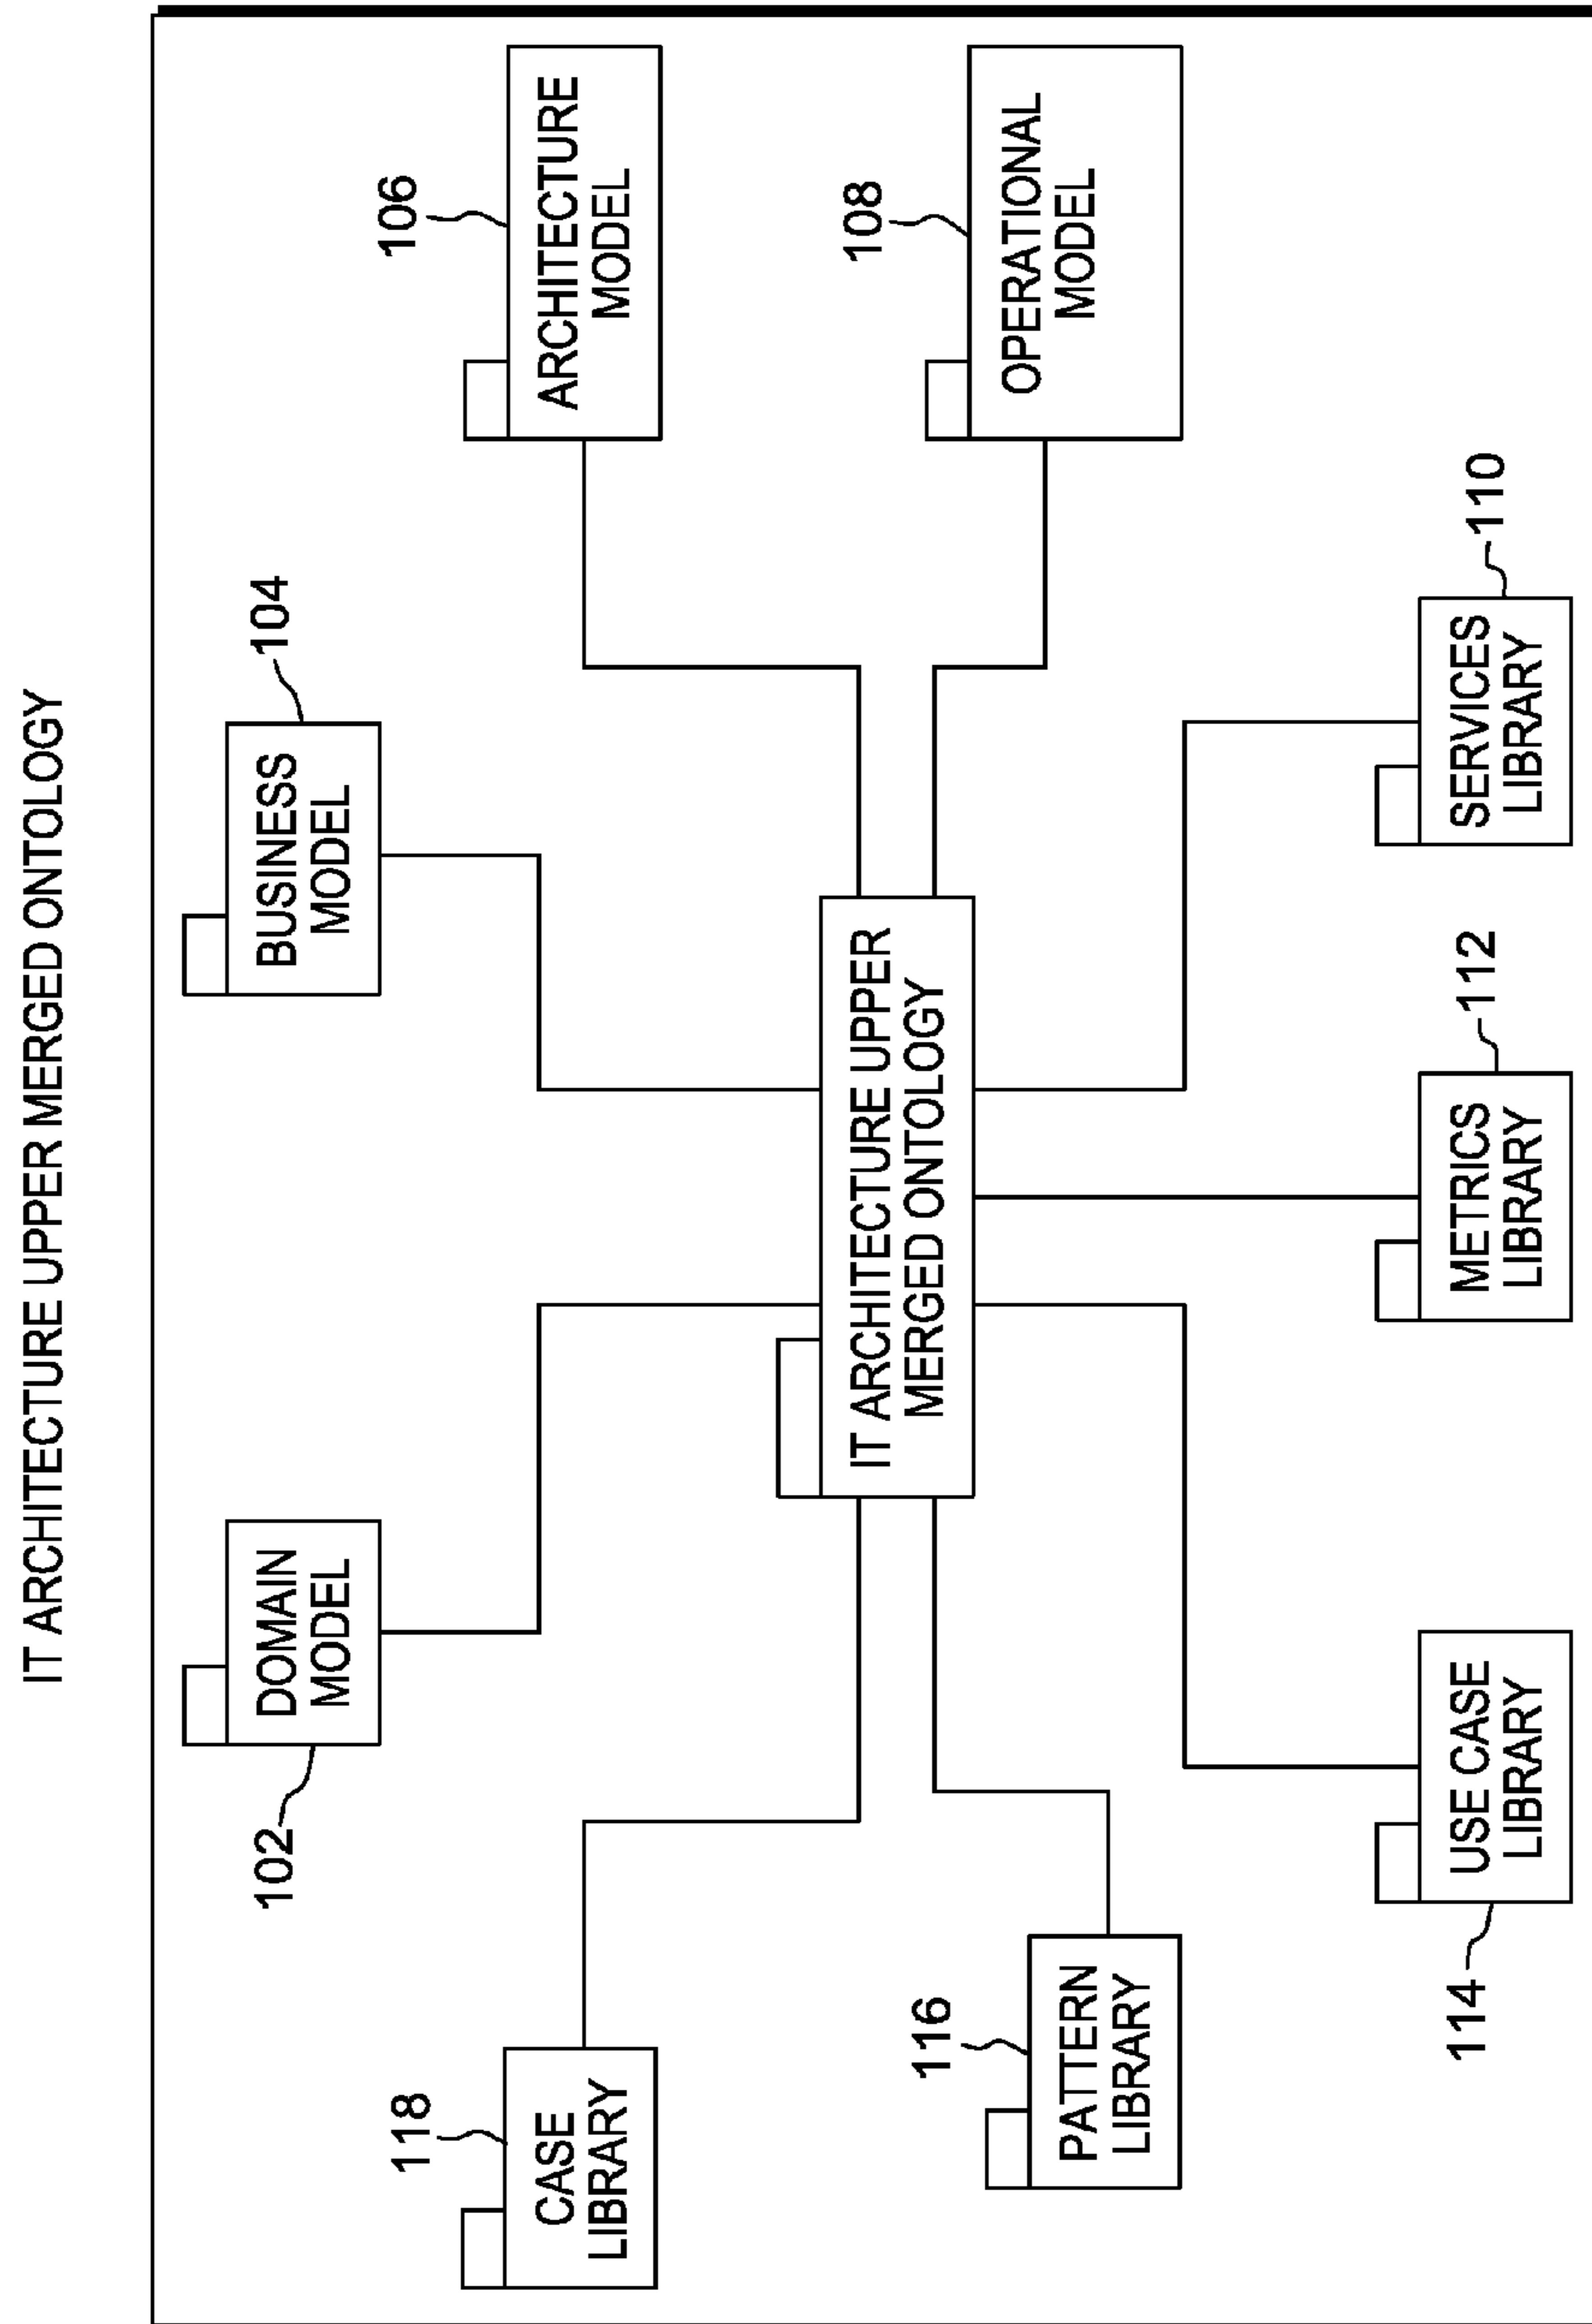 IT ARCHITECTURE UPPER MERGED ONTOLOGY
102
DOMAIN
MODEL
104
BUSINESS
MODEL
118
CASE
LIBRARY
106
ARCHITECTURE
MODEL
IT ARCHITECTURE UPPER
MERGED ONTOLOGY
116
PATTERN
LIBRARY
108
OPERATIONAL
MODEL
114
USE CASE
LIBRARY
112
METRICS
LIBRARY
110
SERVICES
LIBRARY